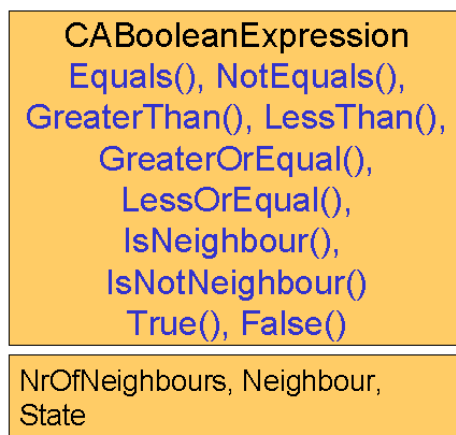 CABooleanExpression
Equals(), NotEquals(),
GreaterThan(), LessThan(),
GreaterOrEqual(),
LessOrEqual(),
IsNeighbour(),
IsNotNeighbour()
True(), False()
NrOfNeighbours, Neighbour,
State